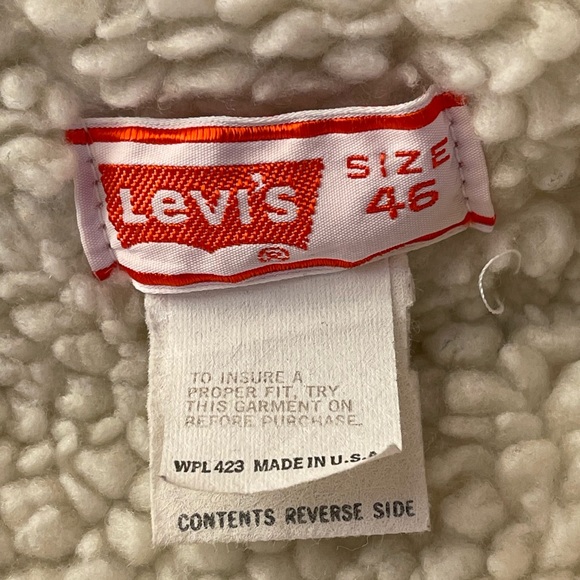 Levi's
®
SIZE
46
TO INSURE A
PROPER FIT, TRY
THIS GARMENT ON
BEFORE PURCHASE.
WPL 423 MADE IN U.S.A
CONTENTS REVERSE SIDE